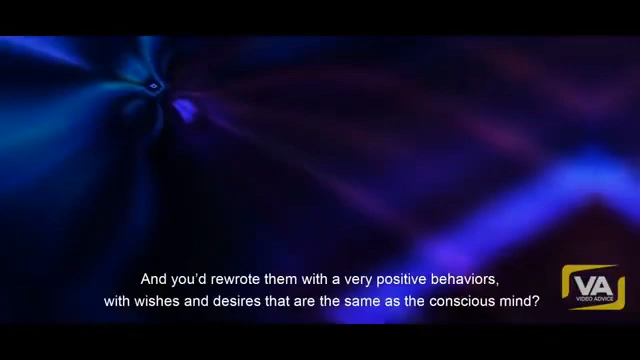 And you'd rewrote them with a very positive behaviors,
with wishes and desires that are the same as the conscious mind?
VA
VIDEO ADVICE